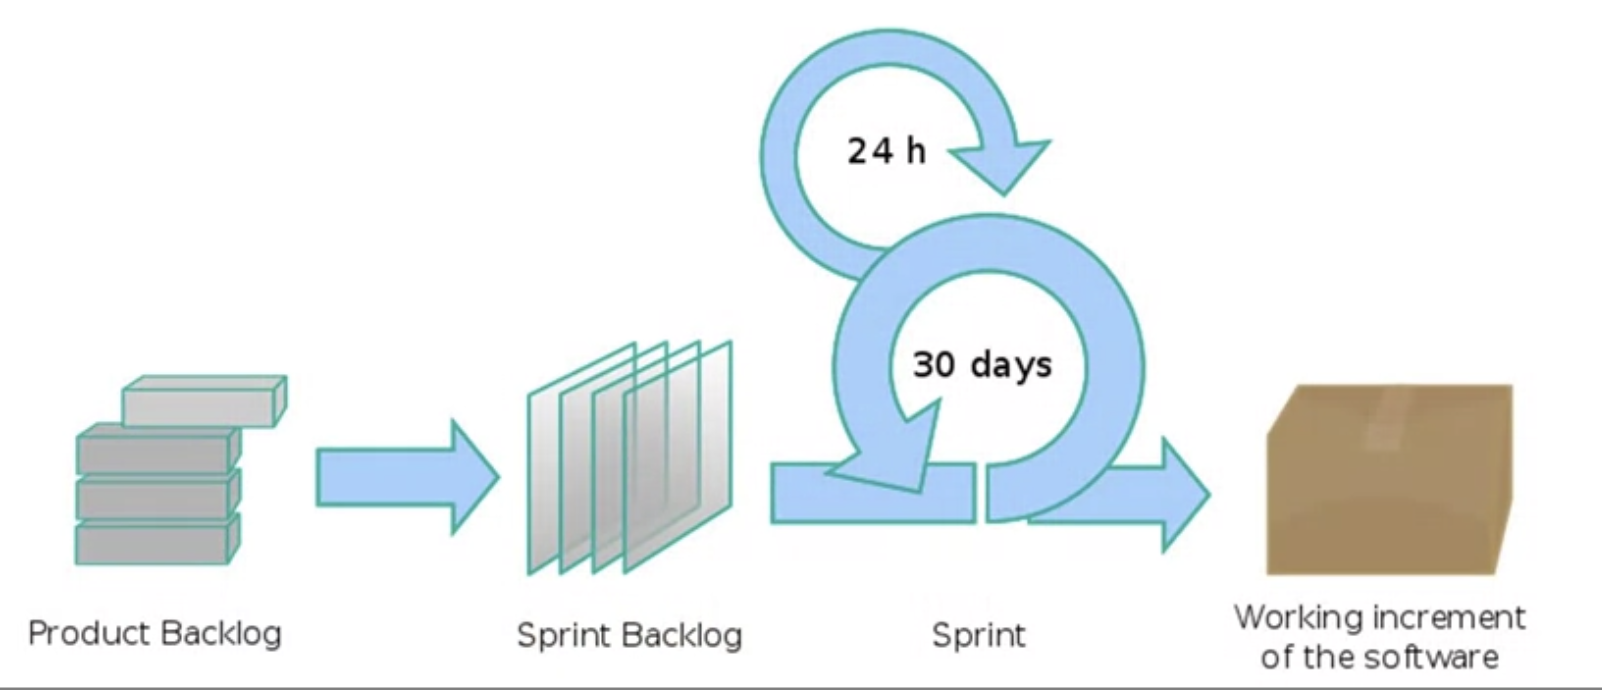 24 h
30 days
Product Backlog
Sprint Backlog
Sprint
Working increment
of the software